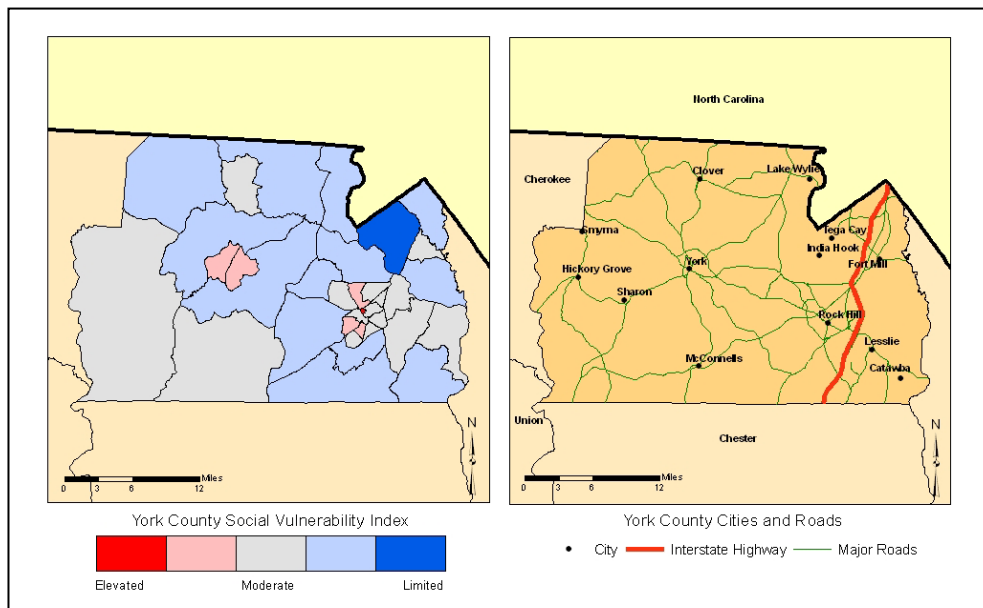 N
Miles
0 3 6 12
York County Social Vulnerability Index
Elevated Moderate Limited
North Carolina
Cherokee
Clover
Lake Wylie
Smyrna
Tega Cay
India Hook
York
Fort Mill
Hickory Grove
Sharon
Rock Hill
Lesslie
McConnells
Catawba
Union
Chester
N
Miles
0 3 6 12
York County Cities and Roads
City Interstate Highway Major Roads